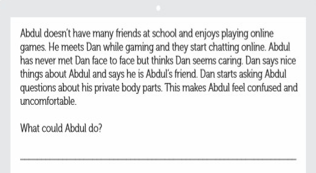 Abdul doesn't have many friends at school and enjoys playing online
games. He meets Dan while gaming and they start chatting online. Abdul
has never met Dan face to face but thinks Dan seems caring. Dan says nice
things about Abdul and says he is Abdul's friend. Dan starts asking Abdul
questions about his private body parts. This makes Abdul feel confused and
uncomfortable.
What could Abdul do?